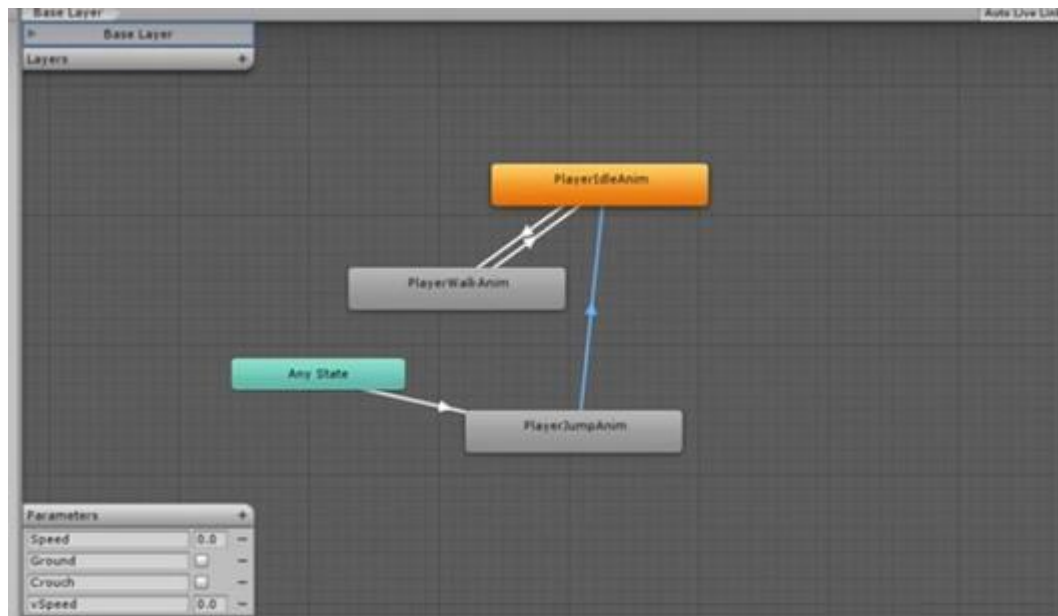 Base Layer
Auto Live Lin
Base Layer
Layers +
PlayerIdleAnim
PlayerWalkAnim
Any State
PlayerJumpAnim
Parameters +
Speed 0.0 −
Ground −
Crouch −
vSpeed 0.0 −